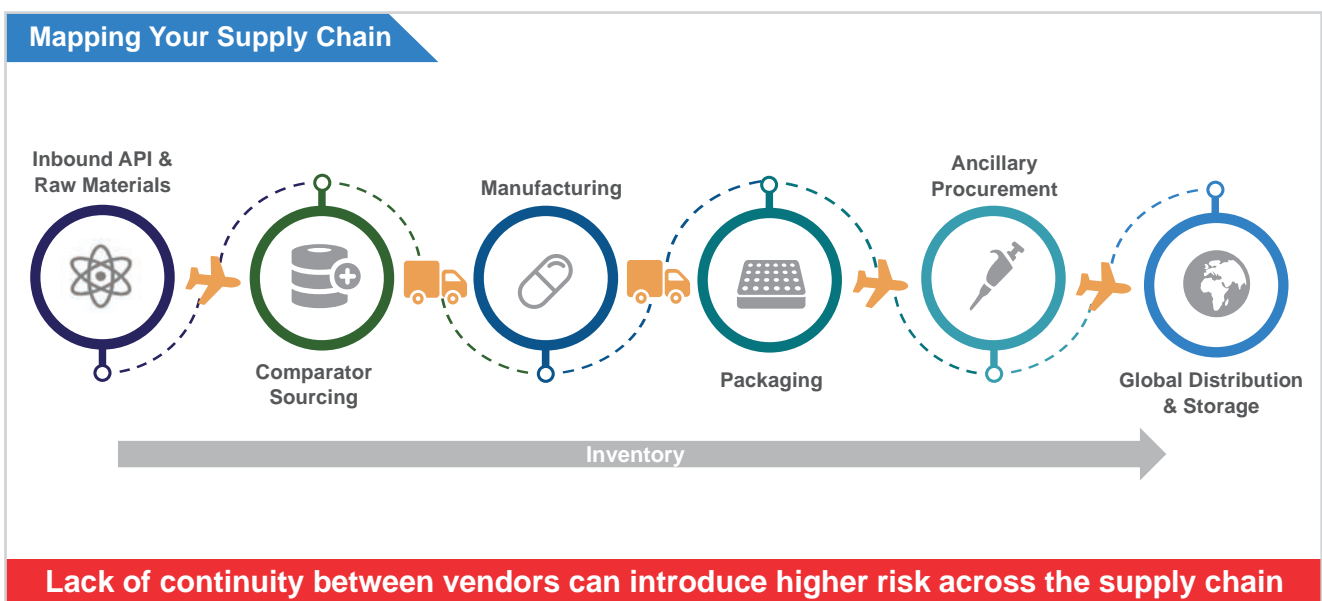 Mapping Your Supply Chain
Inbound API &
Raw Materials
Comparator
Sourcing
Manufacturing
Packaging
Ancillary
Procurement
Global Distribution
& Storage
Inventory
Lack of continuity between vendors can introduce higher risk across the supply chain